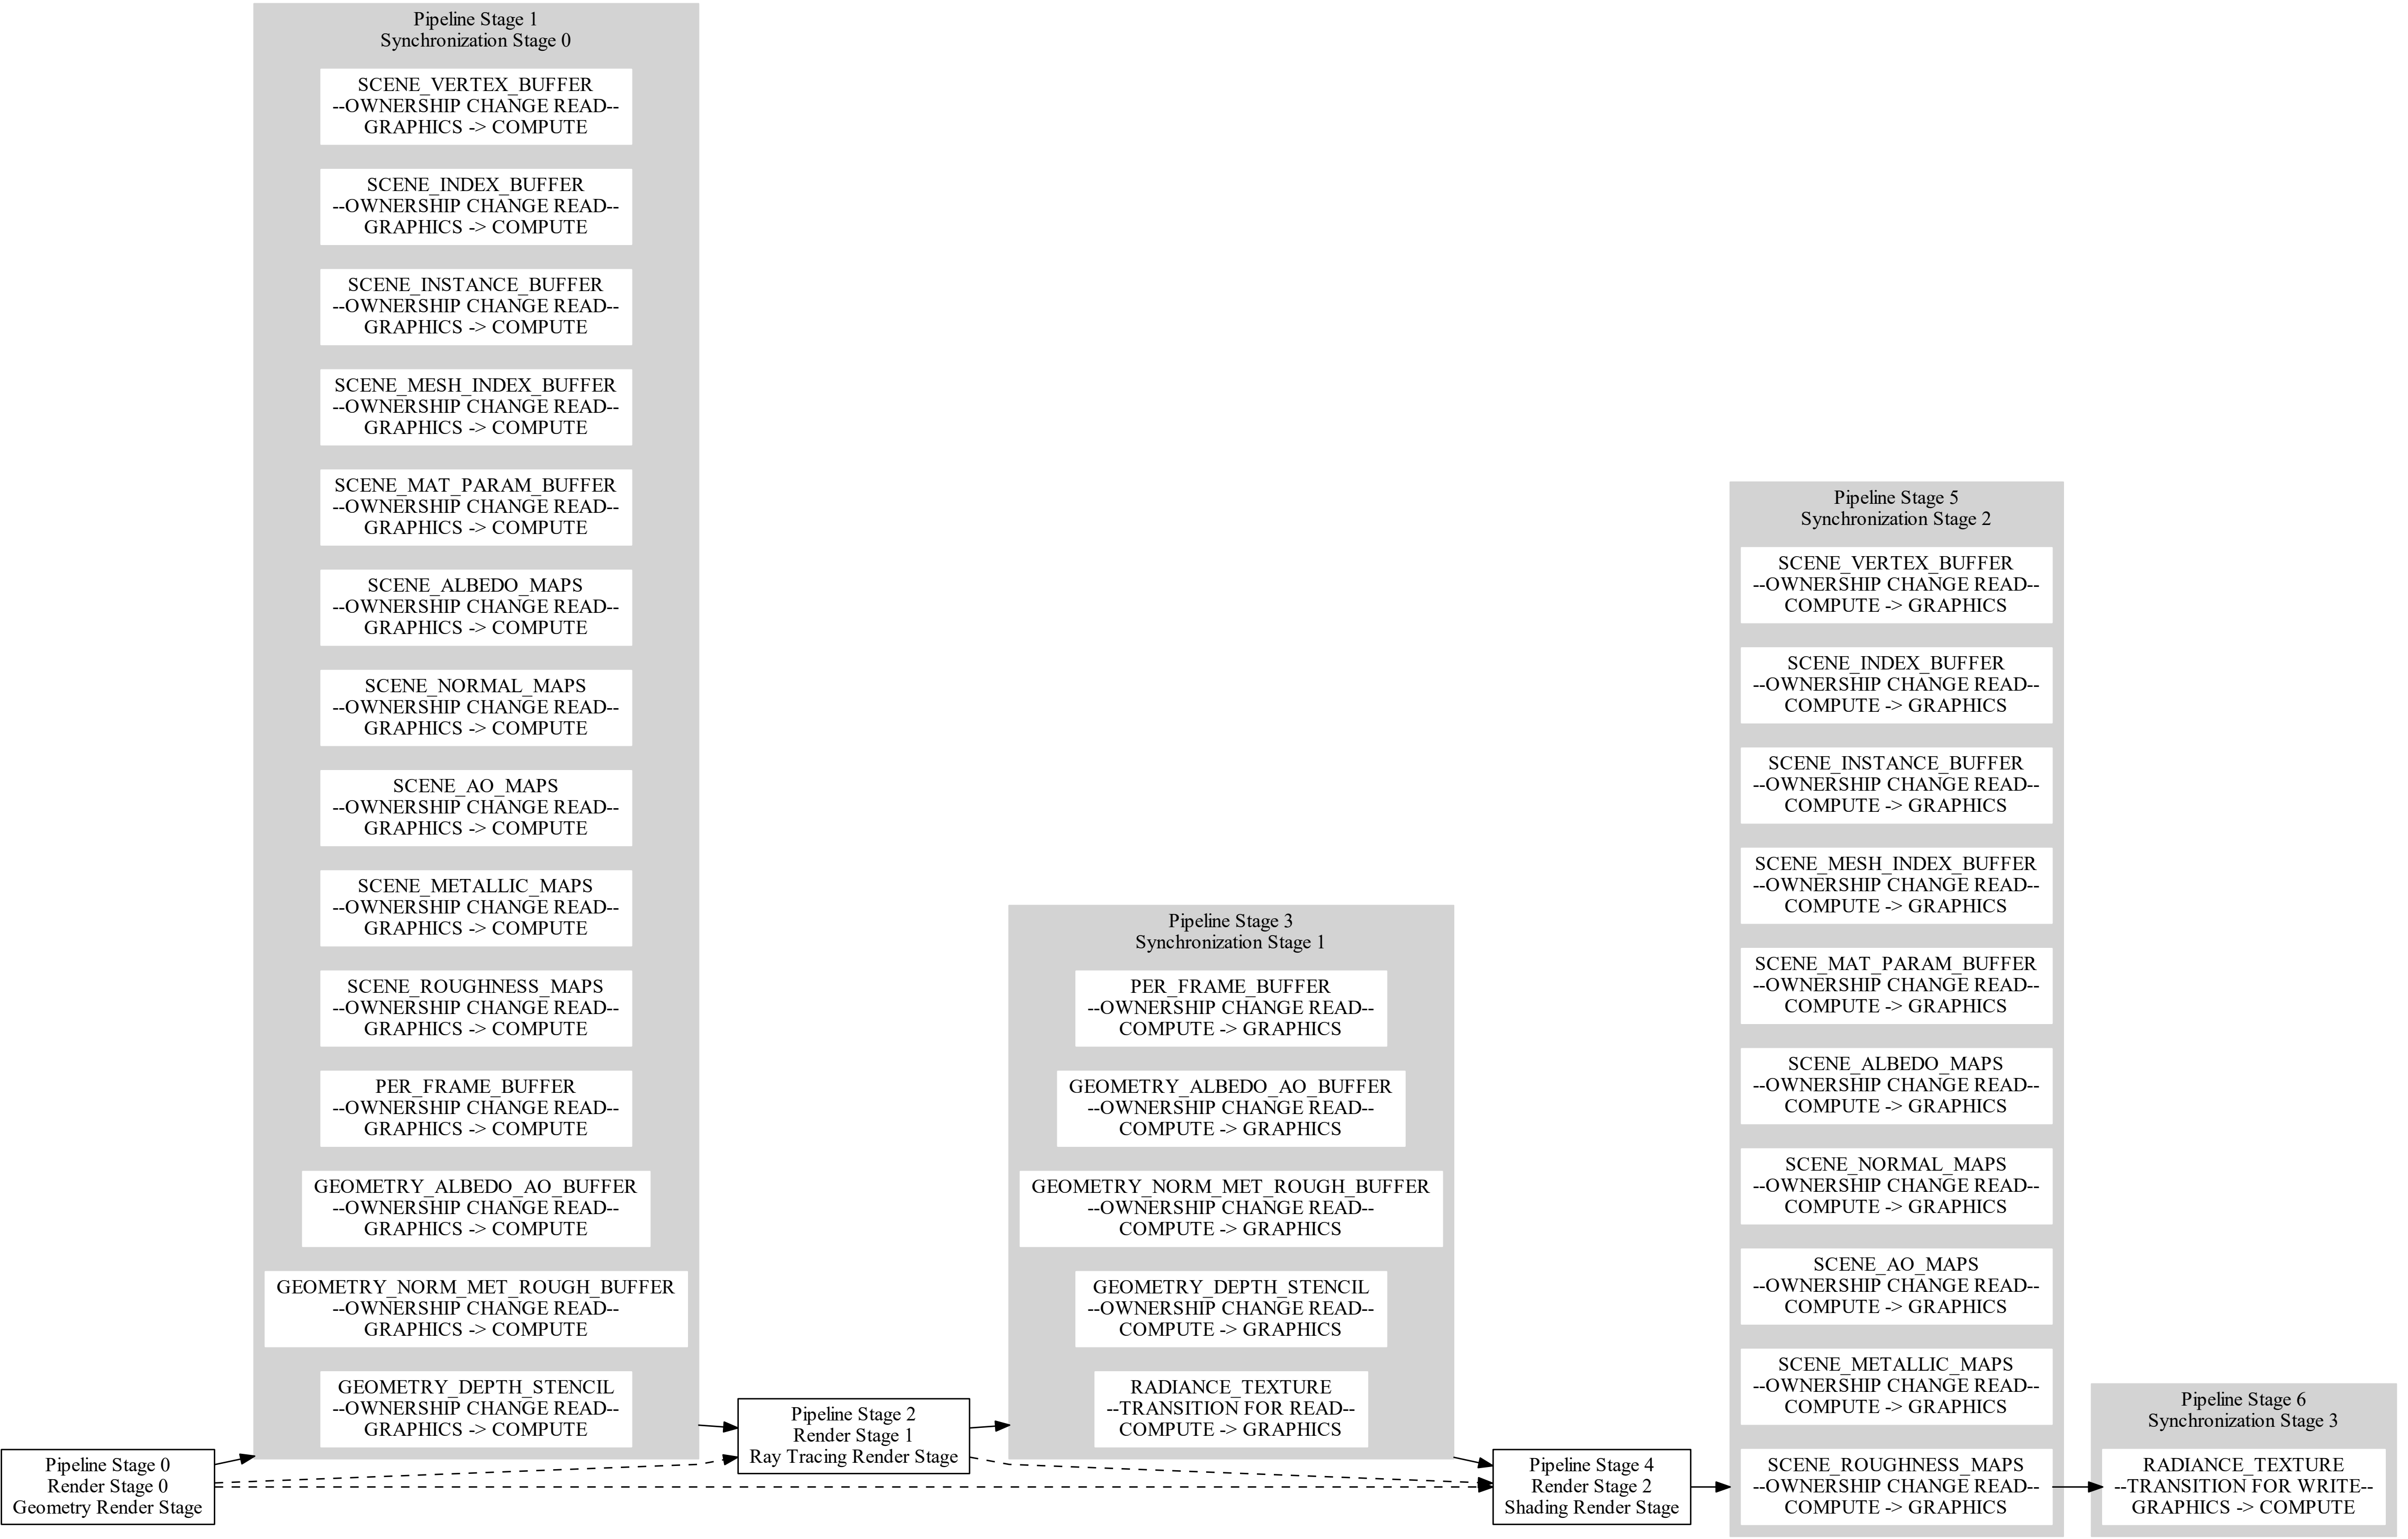 Pipeline Stage 0
Render Stage 0
Geometry Render Stage
Pipeline Stage 1
Synchronization Stage 0
SCENE_VERTEX_BUFFER
--OWNERSHIP CHANGE READ--
GRAPHICS -> COMPUTE
SCENE_INDEX_BUFFER
--OWNERSHIP CHANGE READ--
GRAPHICS -> COMPUTE
SCENE_INSTANCE_BUFFER
--OWNERSHIP CHANGE READ--
GRAPHICS -> COMPUTE
SCENE_MESH_INDEX_BUFFER
--OWNERSHIP CHANGE READ--
GRAPHICS -> COMPUTE
SCENE_MAT_PARAM_BUFFER
--OWNERSHIP CHANGE READ--
GRAPHICS -> COMPUTE
SCENE_ALBEDO_MAPS
--OWNERSHIP CHANGE READ--
GRAPHICS -> COMPUTE
SCENE_NORMAL_MAPS
--OWNERSHIP CHANGE READ--
GRAPHICS -> COMPUTE
SCENE_AO_MAPS
--OWNERSHIP CHANGE READ--
GRAPHICS -> COMPUTE
SCENE_METALLIC_MAPS
--OWNERSHIP CHANGE READ--
GRAPHICS -> COMPUTE
SCENE_ROUGHNESS_MAPS
--OWNERSHIP CHANGE READ--
GRAPHICS -> COMPUTE
PER_FRAME_BUFFER
--OWNERSHIP CHANGE READ--
GRAPHICS -> COMPUTE
GEOMETRY_ALBEDO_AO_BUFFER
--OWNERSHIP CHANGE READ--
GRAPHICS -> COMPUTE
GEOMETRY_NORM_MET_ROUGH_BUFFER
--OWNERSHIP CHANGE READ--
GRAPHICS -> COMPUTE
GEOMETRY_DEPTH_STENCIL
--OWNERSHIP CHANGE READ--
GRAPHICS -> COMPUTE
Pipeline Stage 2
Render Stage 1
Ray Tracing Render Stage
Pipeline Stage 3
Synchronization Stage 1
PER_FRAME_BUFFER
--OWNERSHIP CHANGE READ--
COMPUTE -> GRAPHICS
GEOMETRY_ALBEDO_AO_BUFFER
--OWNERSHIP CHANGE READ--
COMPUTE -> GRAPHICS
GEOMETRY_NORM_MET_ROUGH_BUFFER
--OWNERSHIP CHANGE READ--
COMPUTE -> GRAPHICS
GEOMETRY_DEPTH_STENCIL
--OWNERSHIP CHANGE READ--
COMPUTE -> GRAPHICS
RADIANCE_TEXTURE
--TRANSITION FOR READ--
COMPUTE -> GRAPHICS
Pipeline Stage 4
Render Stage 2
Shading Render Stage
Pipeline Stage 5
Synchronization Stage 2
SCENE_VERTEX_BUFFER
--OWNERSHIP CHANGE READ--
COMPUTE -> GRAPHICS
SCENE_INDEX_BUFFER
--OWNERSHIP CHANGE READ--
COMPUTE -> GRAPHICS
SCENE_INSTANCE_BUFFER
--OWNERSHIP CHANGE READ--
COMPUTE -> GRAPHICS
SCENE_MESH_INDEX_BUFFER
--OWNERSHIP CHANGE READ--
COMPUTE -> GRAPHICS
SCENE_MAT_PARAM_BUFFER
--OWNERSHIP CHANGE READ--
COMPUTE -> GRAPHICS
SCENE_ALBEDO_MAPS
--OWNERSHIP CHANGE READ--
COMPUTE -> GRAPHICS
SCENE_NORMAL_MAPS
--OWNERSHIP CHANGE READ--
COMPUTE -> GRAPHICS
SCENE_AO_MAPS
--OWNERSHIP CHANGE READ--
COMPUTE -> GRAPHICS
SCENE_METALLIC_MAPS
--OWNERSHIP CHANGE READ--
COMPUTE -> GRAPHICS
SCENE_ROUGHNESS_MAPS
--OWNERSHIP CHANGE READ--
COMPUTE -> GRAPHICS
Pipeline Stage 6
Synchronization Stage 3
RADIANCE_TEXTURE
--TRANSITION FOR WRITE--
GRAPHICS -> COMPUTE